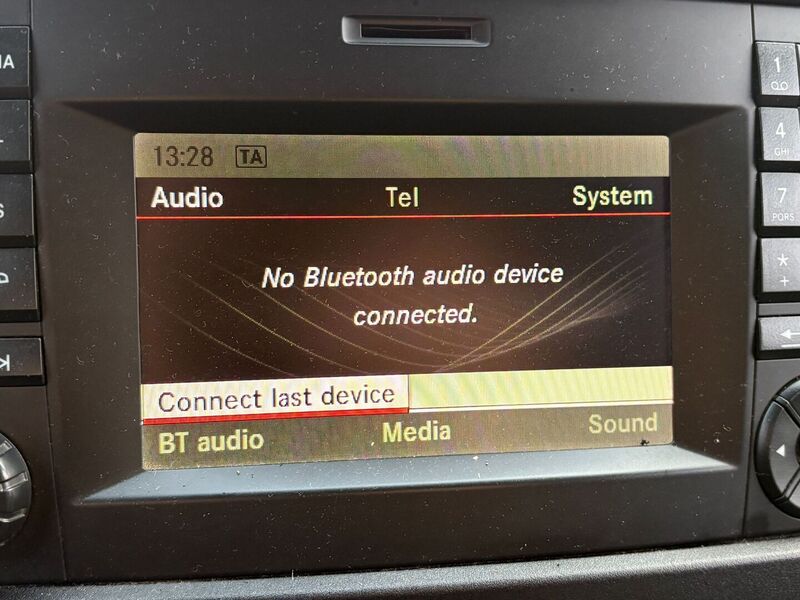 13:28 TA
Audio Tel System
No Bluetooth audio device
connected.
Connect last device
BT audio Media Sound
1
4
GHI
7
PQRS
*
+